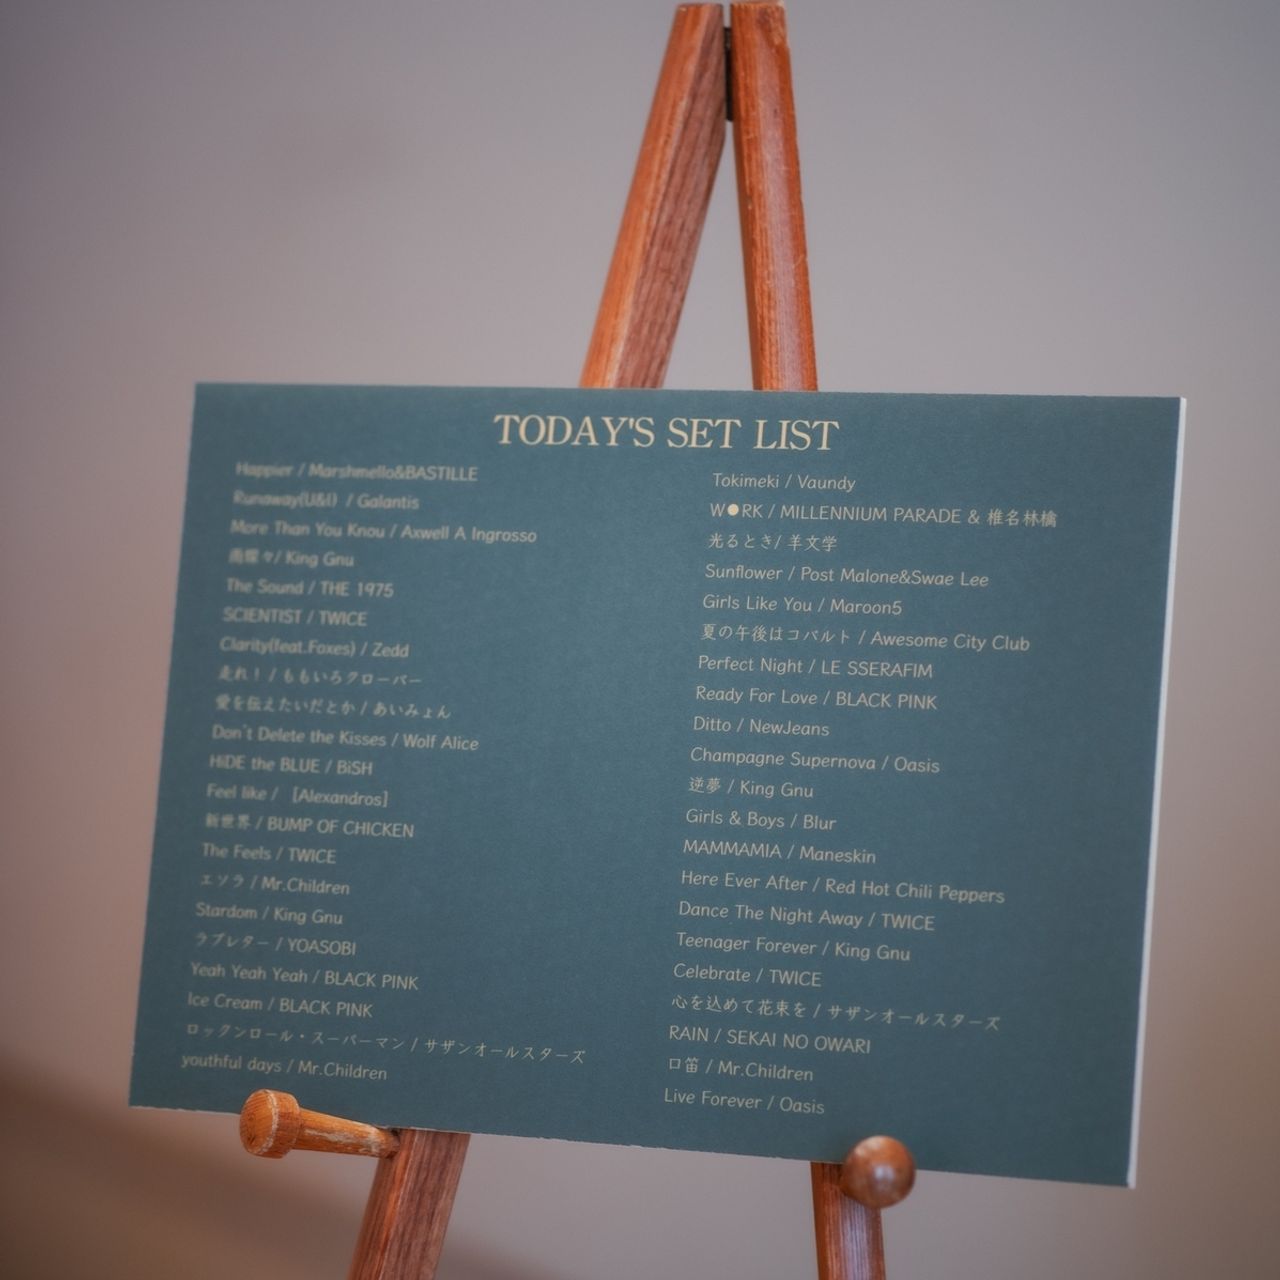 TODAY'S SET LIST
Happier / Marshmello&BASTILLE
Runaway(U&I) / Galantis
More Than You Knou / Axwell Λ Ingrosso
雨燦々/ King Gnu
The Sound / THE 1975
SCIENTIST / TWICE
Clarity(feat.Foxes) / Zedd
走れ！/ ももいろクローバー
愛を伝えたいだとか / あいみょん
Don't Delete the Kisses / Wolf Alice
HiDE the BLUE / BiSH
Feel like / [Alexandros]
新世界 / BUMP OF CHICKEN
The Feels / TWICE
エソラ / Mr.Children
Stardom / King Gnu
ラブレター / YOASOBI
Yeah Yeah Yeah / BLACK PINK
Ice Cream / BLACK PINK
ロックンロール・スーパーマン / サザンオールスターズ
youthful days / Mr.Children
Tokimeki / Vaundy
W●RK / MILLENNIUM PARADE & 椎名林檎
光るとき/ 羊文学
Sunflower / Post Malone&Swae Lee
Girls Like You / Maroon5
夏の午後はコバルト / Awesome City Club
Perfect Night / LE SSERAFIM
Ready For Love / BLACK PINK
Ditto / NewJeans
Champagne Supernova / Oasis
逆夢 / King Gnu
Girls & Boys / Blur
MAMMAMIA / Maneskin
Here Ever After / Red Hot Chili Peppers
Dance The Night Away / TWICE
Teenager Forever / King Gnu
Celebrate / TWICE
心を込めて花束を / サザンオールスターズ
RAIN / SEKAI NO OWARI
口笛 / Mr.Children
Live Forever / Oasis